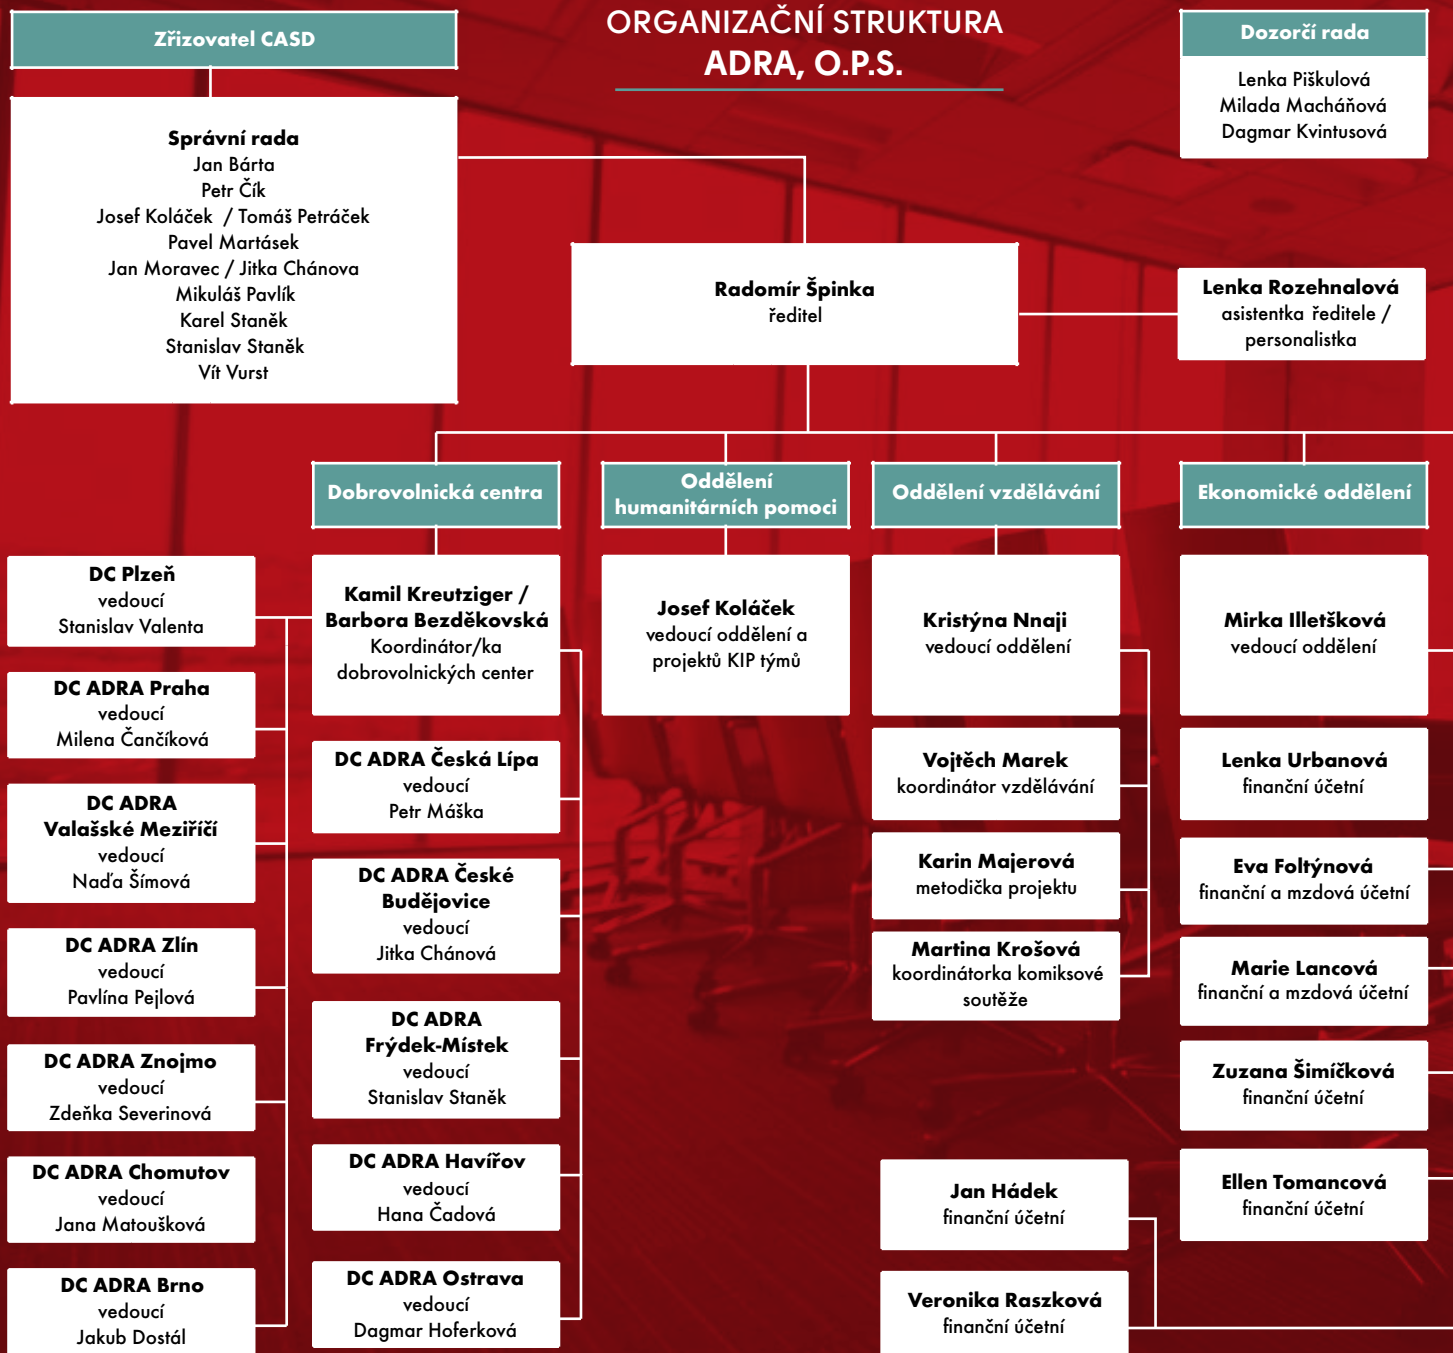 ORGANIZAČNÍ STRUKTURA
ADRA, O.P.S.
Zřizovatel CASD
Dozorčí rada
Lenka Piškulová
Milada Macháňová
Dagmar Kvintusová
Správní rada
Jan Bárta
Petr Čík
Josef Koláček / Tomáš Petráček
Pavel Martásek
Jan Moravec / Jitka Chánova
Mikuláš Pavlík
Karel Staněk
Stanislav Staněk
Vít Vurst
Radomír Špinka
ředitel
Lenka Rozehnalová
asistentka ředitele /
personalistka
Dobrovolnická centra
Oddělení
humanitárních pomoci
Oddělení vzdělávání
Ekonomické oddělení
DC Plzeň
vedoucí
Stanislav Valenta
DC ADRA Praha
vedoucí
Milena Čančíková
DC ADRA
Valašské Meziříčí
vedoucí
Naďa Šímová
DC ADRA Zlín
vedoucí
Pavlína Pejlová
DC ADRA Znojmo
vedoucí
Zdeňka Severinová
DC ADRA Chomutov
vedoucí
Jana Matoušková
DC ADRA Brno
vedoucí
Jakub Dostál
Kamil Kreutziger /
Barbora Bezděkovská
Koordinátor/ka
dobrovolnických center
DC ADRA Česká Lípa
vedoucí
Petr Máška
DC ADRA České
Budějovice
vedoucí
Jitka Chánová
DC ADRA
Frýdek-Místek
vedoucí
Stanislav Staněk
DC ADRA Havířov
vedoucí
Hana Čadová
DC ADRA Ostrava
vedoucí
Dagmar Hoferková
Josef Koláček
vedoucí oddělení a
projektů KIP týmů
Kristýna Nnaji
vedoucí oddělení
Vojtěch Marek
koordinátor vzdělávání
Karin Majerová
metodička projektu
Martina Krošová
koordinátorka komiksové
soutěže
Jan Hádek
finanční účetní
Veronika Raszková
finanční účetní
Mirka Illetšková
vedoucí oddělení
Lenka Urbanová
finanční účetní
Eva Foltýnová
finanční a mzdová účetní
Marie Lancová
finanční a mzdová účetní
Zuzana Šimíčková
finanční účetní
Ellen Tomancová
finanční účetní